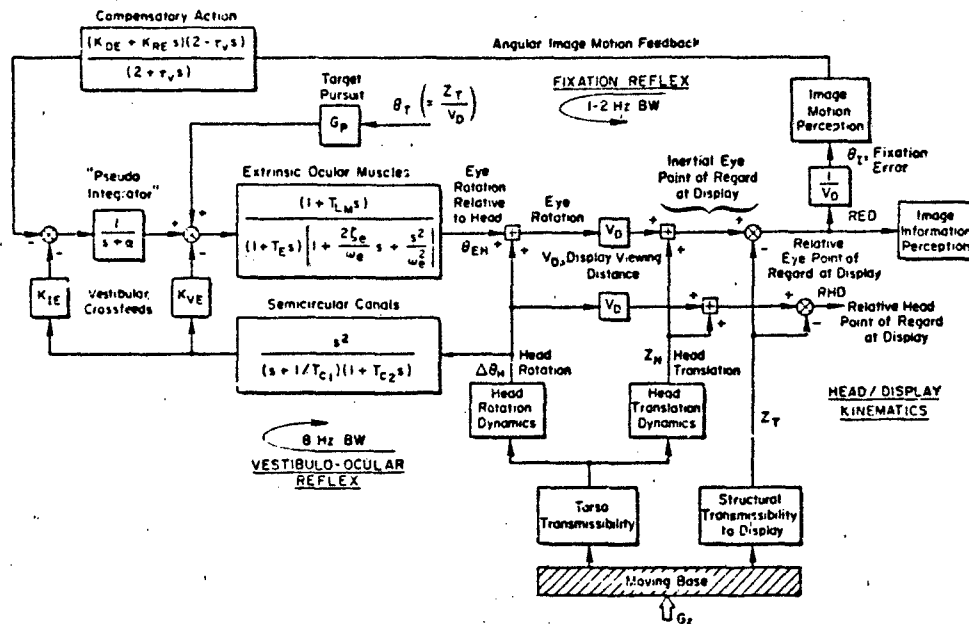 Compensatory Action
(K_DE + K_RE s)(2 - τ_v s)
(2 + τ_v s)
Angular Image Motion Feedback
Target
Pursuit
G_P
θ_T (= Z_T / V_D)
FIXATION REFLEX
1-2 Hz BW
Image
Motion
Perception
θ_I, Fixation
Error
1 / V_D
RED
Image
Information
Perception
"Pseudo
Integrator"
1 / (s + α)
Extrinsic Ocular Muscles
(1 + T_LM s)
(1 + T_E s) [1 + 2ζ_e / ω_e s + s² / ω_e²]
Eye
Rotation
Relative
to Head
θ_EH
Eye
Rotation
V_D
V_D, Display Viewing
Distance
Inertial Eye
Point of Regard
at Display
Relative
Eye Point of
Regard at Display
K_IE
Vestibular
Crossfeeds
K_VE
Semicircular Canals
s²
(s + 1/T_C1)(1 + T_C2 s)
V_D
RHD
Relative Head
Point of Regard
at Display
Δθ_H
Head
Rotation
Z_H
Head
Translation
Head
Rotation
Dynamics
Head
Translation
Dynamics
Z_T
HEAD / DISPLAY
KINEMATICS
8 Hz BW
VESTIBULO-OCULAR
REFLEX
Torso
Transmissibility
Structural
Transmissibility
to Display
Moving Base
G_z